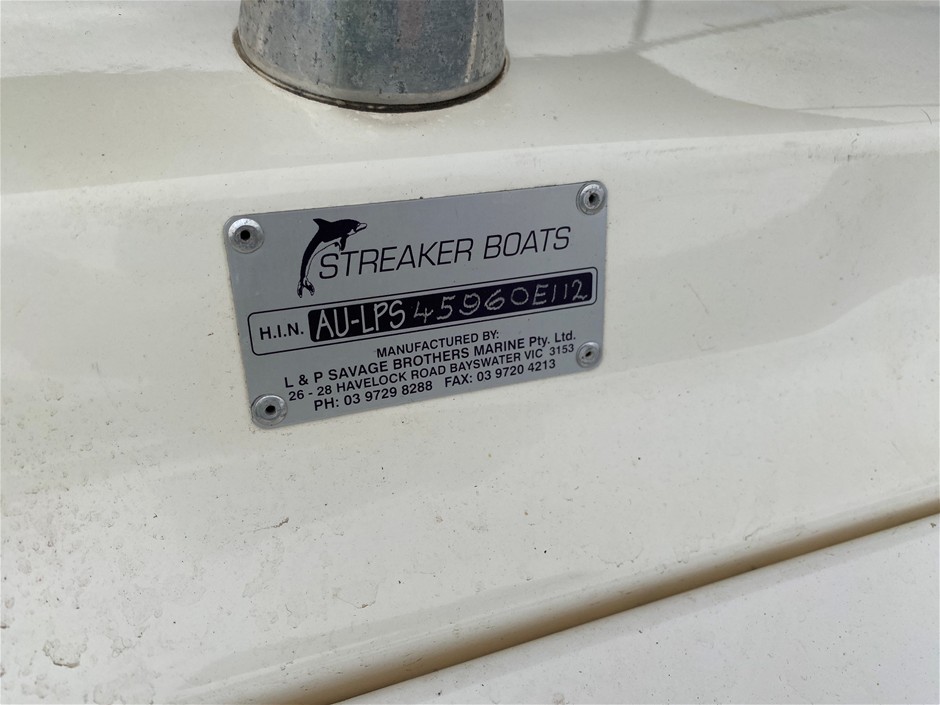 STREAKER BOATS
H.I.N. AU-LPS 45960E112
MANUFACTURED BY:
L & P SAVAGE BROTHERS MARINE Pty. Ltd.
26 - 28 HAVELOCK ROAD BAYSWATER VIC 3153
PH: 03 9729 8288 FAX: 03 9720 4213